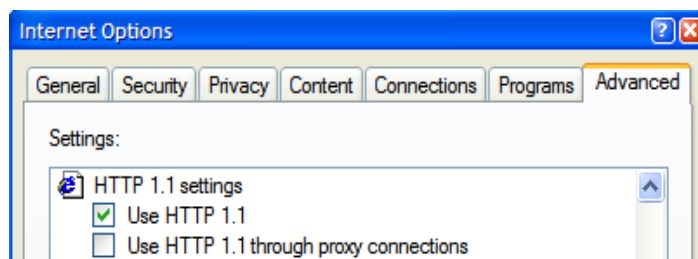 Internet Options
General Security Privacy Content Connections Programs Advanced
Settings:
HTTP 1.1 settings
Use HTTP 1.1
Use HTTP 1.1 through proxy connections